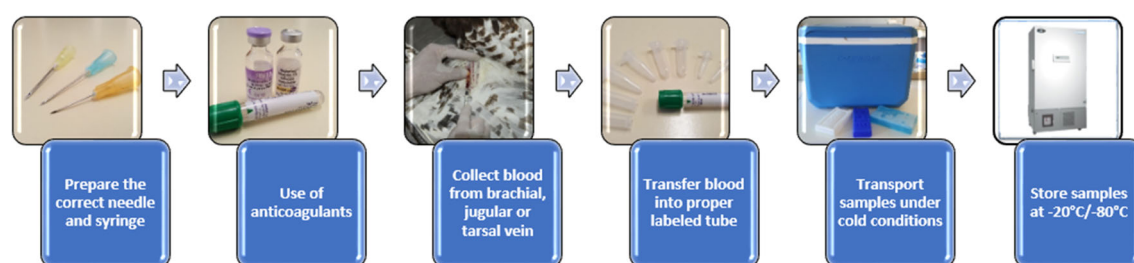 Prepare the
correct needle
and syringe
Use of
anticoagulants
Collect blood
from brachial,
jugular or
tarsal vein
Transfer blood
into proper
labeled tube
Transport
samples under
cold conditions
Store samples
at -20°C/-80°C